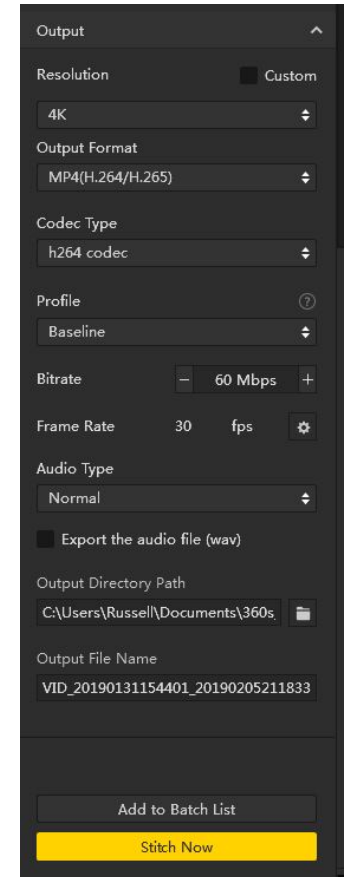 Output
Resolution Custom
4K
Output Format
MP4(H.264/H.265)
Codec Type
h264 codec
Profile ?
Baseline
Bitrate − 60 Mbps +
Frame Rate 30 fps
Audio Type
Normal
Export the audio file (wav)
Output Directory Path
C:\Users\Russell\Documents\360s_
Output File Name
VID_20190131154401_20190205211833
Add to Batch List
Stitch Now